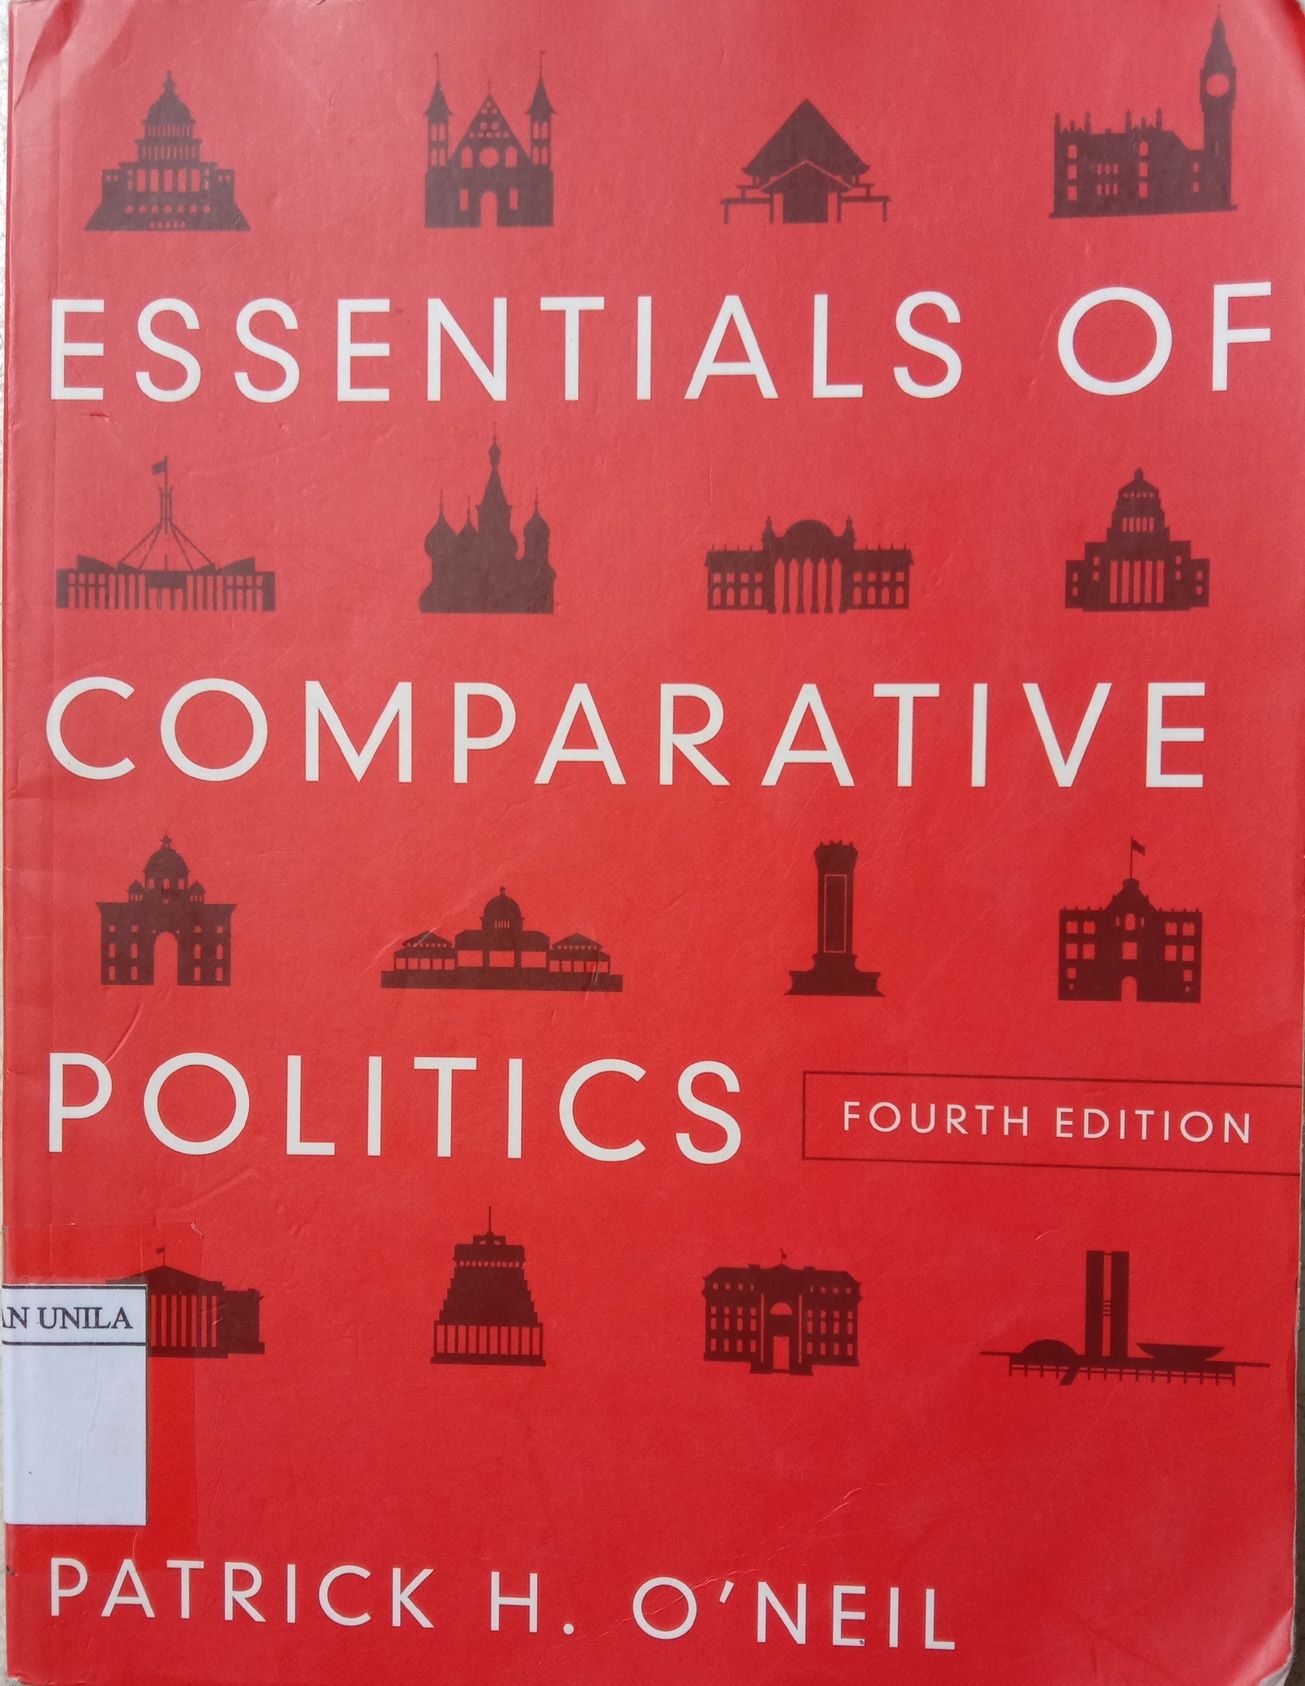 ESSENTIALS OF
COMPARATIVE
POLITICS
FOURTH EDITION
AN UNILA
PATRICK H. O'NEIL